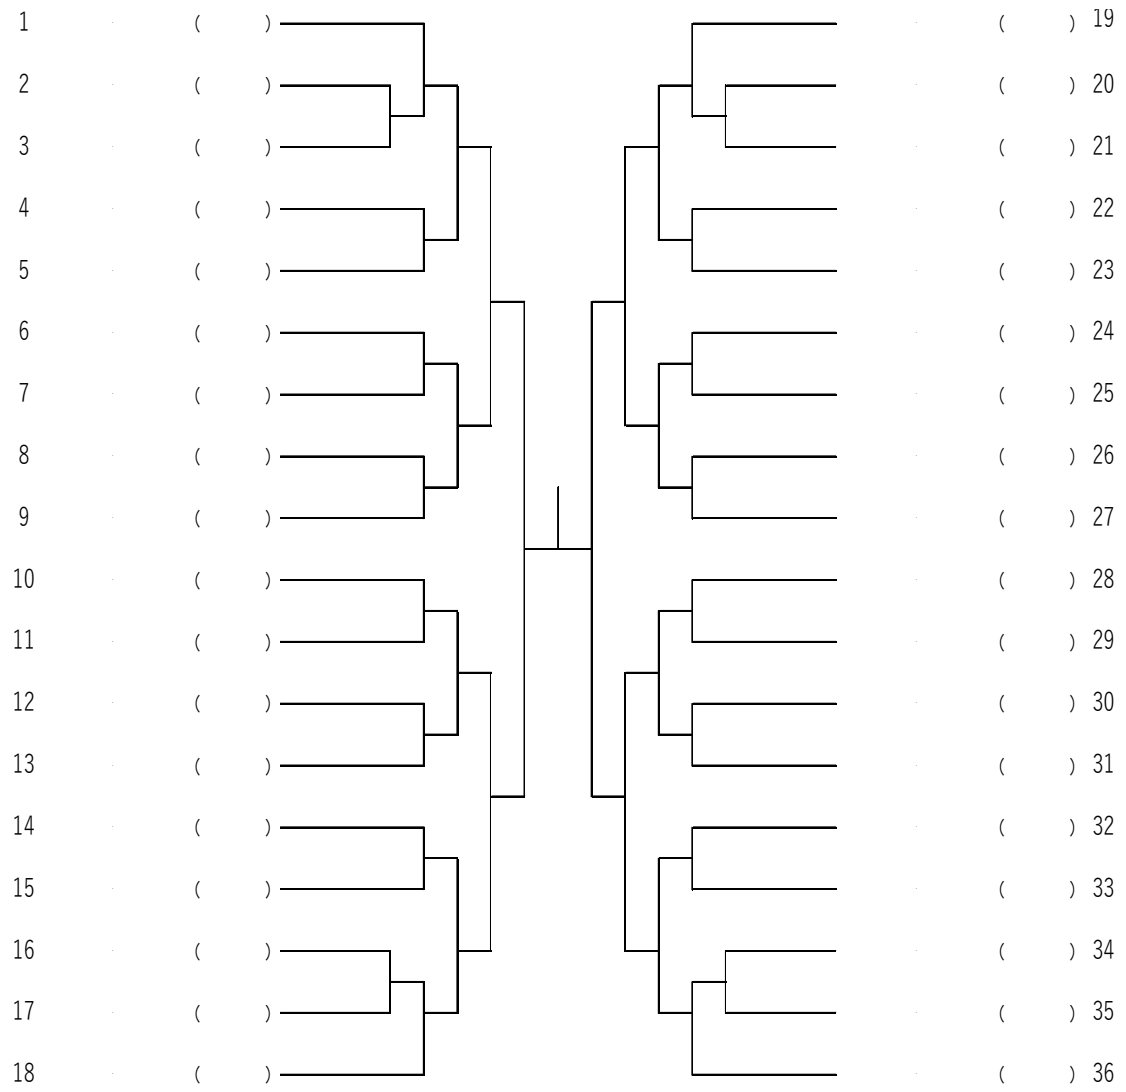 1 ・ ( ) ( ) 19
2 ・ ( ) ・ ( ) 20
3 ・ ( ) ・ ( ) 21
4 ・ ( ) ・ ( ) 22
5 ・ ( ) ・ ( ) 23
6 ・ ( ) ・ ( ) 24
7 ・ ( ) ・ ( ) 25
8 ・ ( ) ・ ( ) 26
9 ・ ( ) ・ ( ) 27
10 ・ ( ) ・ ( ) 28
11 ・ ( ) ・ ( ) 29
12 ・ ( ) ・ ( ) 30
13 ・ ( ) ・ ( ) 31
14 ・ ( ) ・ ( ) 32
15 ・ ( ) ・ ( ) 33
16 ・ ( ) ・ ( ) 34
17 ・ ( ) ・ ( ) 35
18 ・ ( ) ・ ( ) 36